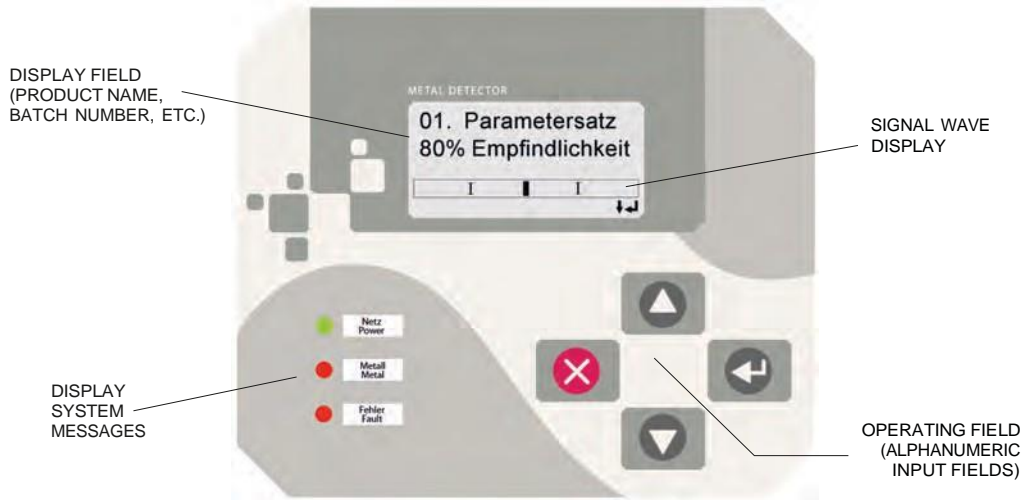 DISPLAY FIELD
(PRODUCT NAME,
BATCH NUMBER, ETC.)
METAL DETECTOR
01. Parametersatz
80% Empfindlichkeit
SIGNAL WAVE
DISPLAY
Netz
Power
Metall
Metal
Fehler
Fault
DISPLAY
SYSTEM
MESSAGES
OPERATING FIELD
(ALPHANUMERIC
INPUT FIELDS)